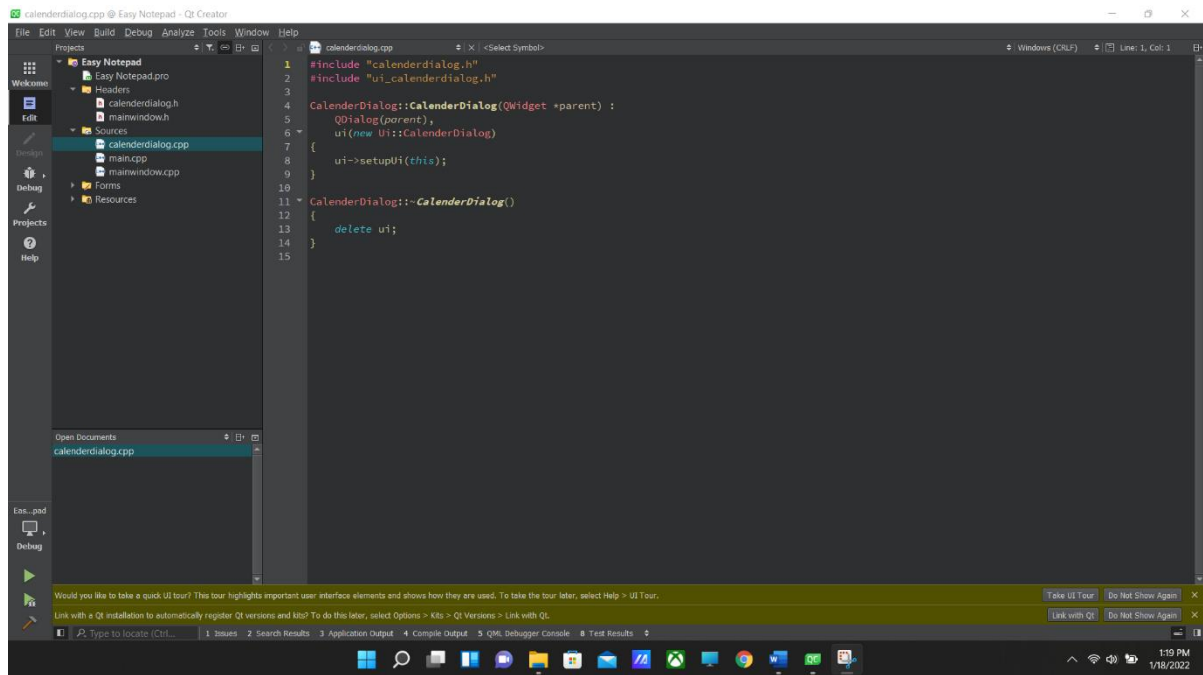 calenderdialog.cpp @ Easy Notepad - Qt Creator
File Edit View Build Debug Analyze Tools Window Help
Projects
calenderdialog.cpp
<Select Symbol>
Windows (CRLF)
Line: 1, Col: 1
Welcome
Edit
Design
Debug
Projects
Help
Easy Notepad
Easy Notepad.pro
Headers
calenderdialog.h
mainwindow.h
Sources
calenderdialog.cpp
main.cpp
mainwindow.cpp
Forms
Resources
1 #include "calenderdialog.h"
2 #include "ui_calenderdialog.h"
3
4 CalenderDialog::CalenderDialog(QWidget *parent) :
5 QDialog(parent),
6 ui(new Ui::CalenderDialog)
7 {
8 ui->setupUi(this);
9 }
10
11 CalenderDialog::~CalenderDialog()
12 {
13 delete ui;
14 }
15
Open Documents
calenderdialog.cpp
Eas...pad
Debug
Would you like to take a quick UI tour? This tour highlights important user interface elements and shows how they are used. To take the tour later, select Help > UI Tour.
Take UI Tour
Do Not Show Again
Link with a Qt installation to automatically register Qt versions and kits? To do this later, select Options > Kits > Qt Versions > Link with Qt.
Link with Qt
Do Not Show Again
Type to locate (Ctrl...
1 Issues 2 Search Results 3 Application Output 4 Compile Output 5 QML Debugger Console 8 Test Results
1:19 PM
1/18/2022